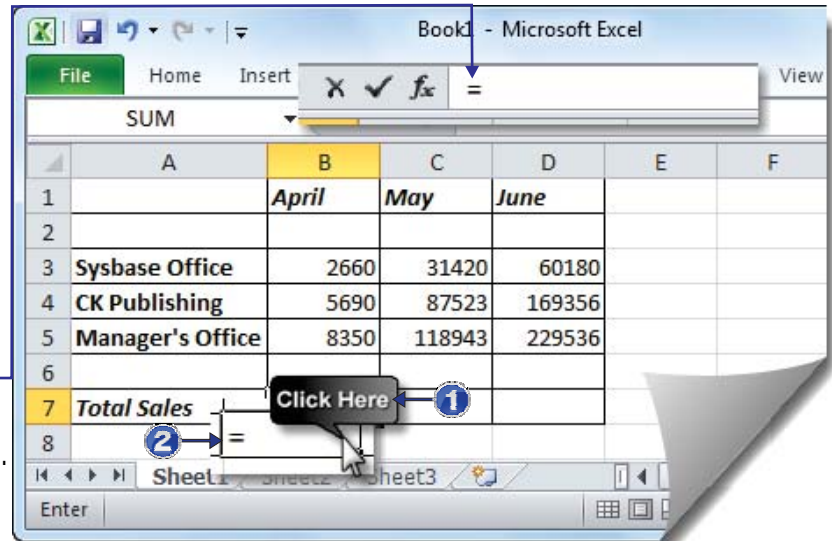 Book1 - Microsoft Excel
File Home Insert View
fx =
SUM
A B C D E F
1 April May June
2
3 Sysbase Office 2660 31420 60180
4 CK Publishing 5690 87523 169356
5 Manager's Office 8350 118943 229536
6
7 Total Sales Click Here 1
8 2 =
Sheet1 Sheet2 Sheet3
Enter